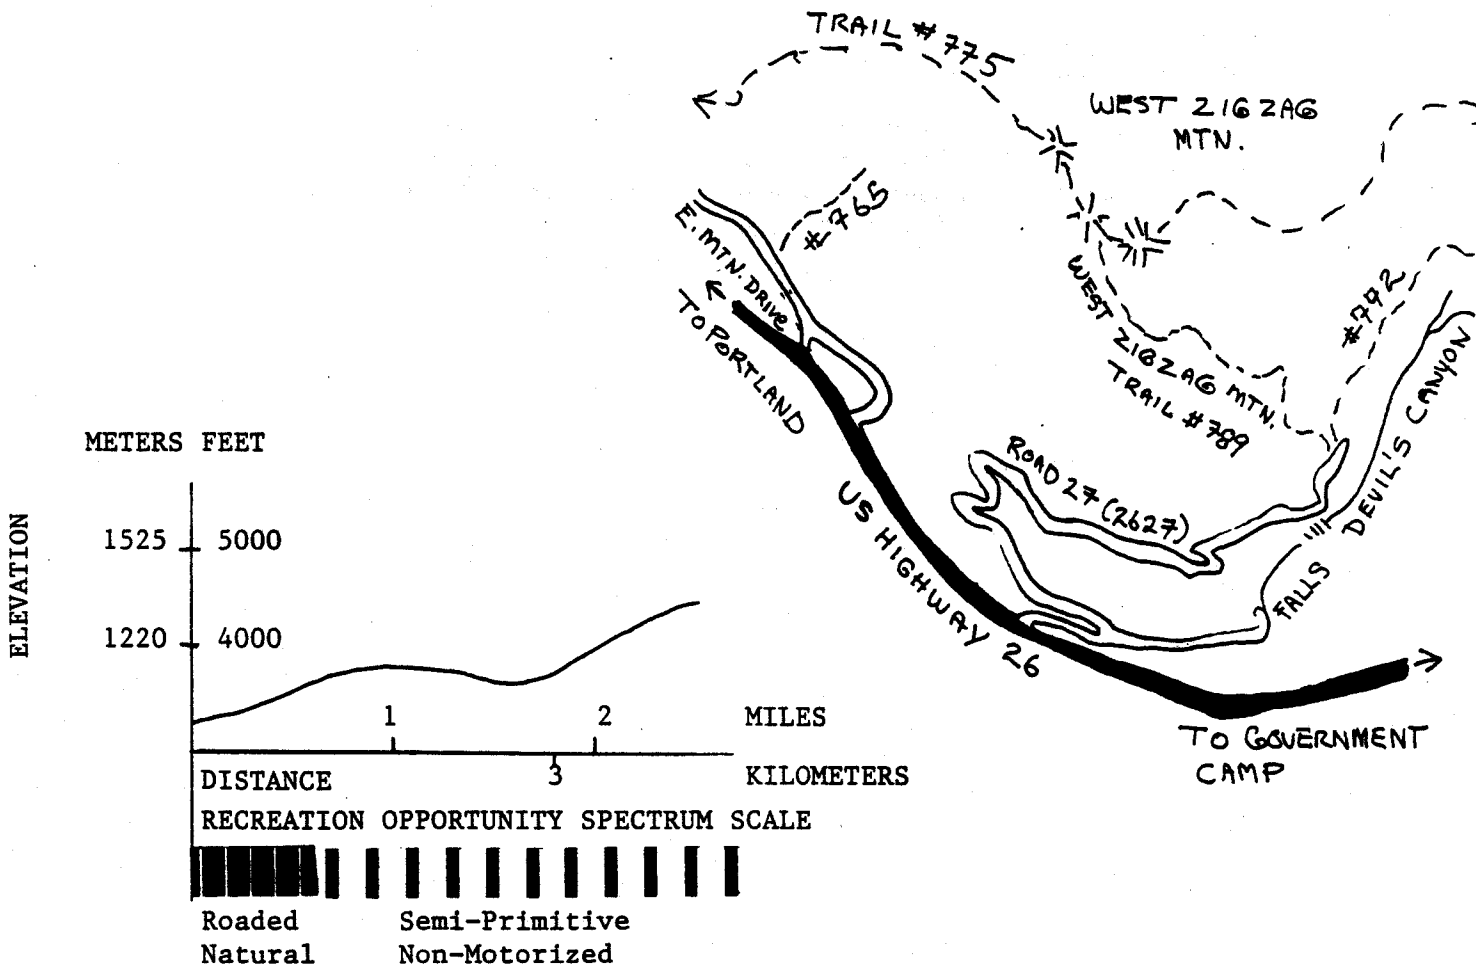 TRAIL #775
WEST ZIGZAG
MTN.
#765
E. MTN. DRIVE
TO PORTLAND
WEST ZIGZAG MTN.
TRAIL #789
#792
DEVIL'S CANYON
FALLS
ROAD 27 (2627)
US HIGHWAY 26
TO GOVERNMENT
CAMP
METERS FEET
ELEVATION
1525 5000
1220 4000
1 2 MILES
DISTANCE 3 KILOMETERS
RECREATION OPPORTUNITY SPECTRUM SCALE
Roaded Semi-Primitive
Natural Non-Motorized